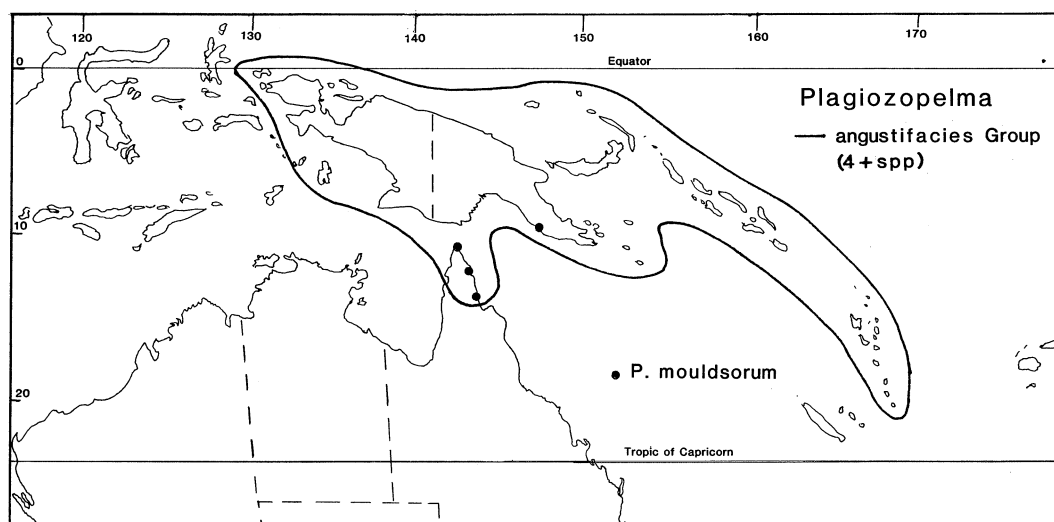 120 130 140 150 160 170
0
Equator
Plagiozopelma
angustifacies Group
(4+spp)
10
P. mouldsorum
20
Tropic of Capricorn